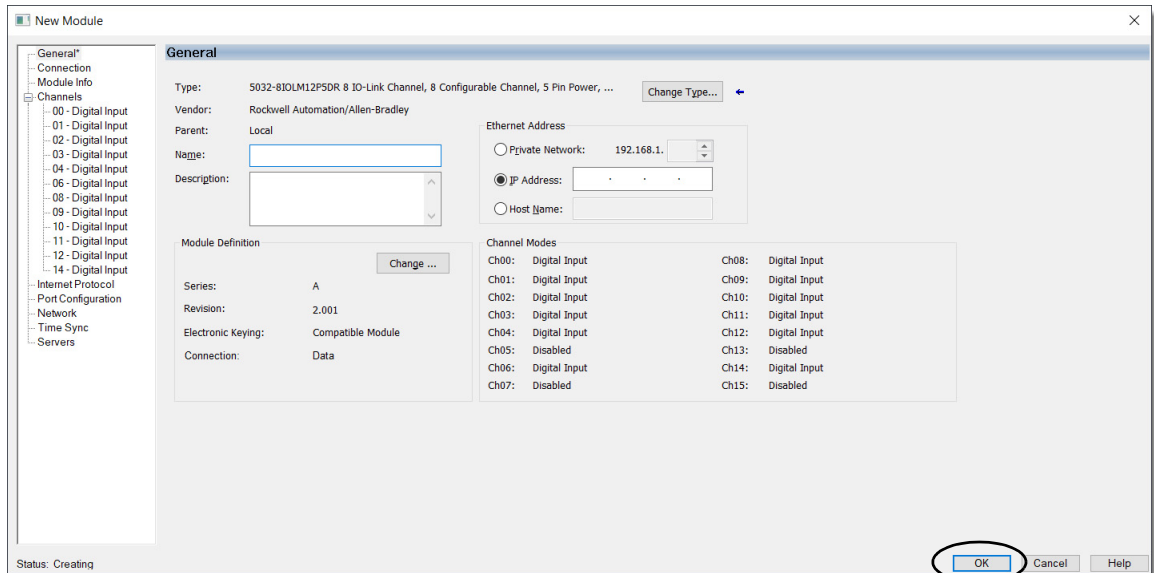 New Module
General*
Connection
Module Info
Channels
00 - Digital Input
01 - Digital Input
02 - Digital Input
03 - Digital Input
04 - Digital Input
06 - Digital Input
08 - Digital Input
09 - Digital Input
10 - Digital Input
11 - Digital Input
12 - Digital Input
14 - Digital Input
Internet Protocol
Port Configuration
Network
Time Sync
Servers
General
Type: 5032-8IOLM12P5DR 8 IO-Link Channel, 8 Configurable Channel, 5 Pin Power, ... Change Type...
Vendor: Rockwell Automation/Allen-Bradley
Parent: Local
Name:
Description:
Ethernet Address
Private Network: 192.168.1.
IP Address: . . .
Host Name:
Module Definition
Change ...
Series: A
Revision: 2.001
Electronic Keying: Compatible Module
Connection: Data
Channel Modes
Ch00: Digital Input Ch08: Digital Input
Ch01: Digital Input Ch09: Digital Input
Ch02: Digital Input Ch10: Digital Input
Ch03: Digital Input Ch11: Digital Input
Ch04: Digital Input Ch12: Digital Input
Ch05: Disabled Ch13: Disabled
Ch06: Digital Input Ch14: Digital Input
Ch07: Disabled Ch15: Disabled
Status: Creating
OK Cancel Help